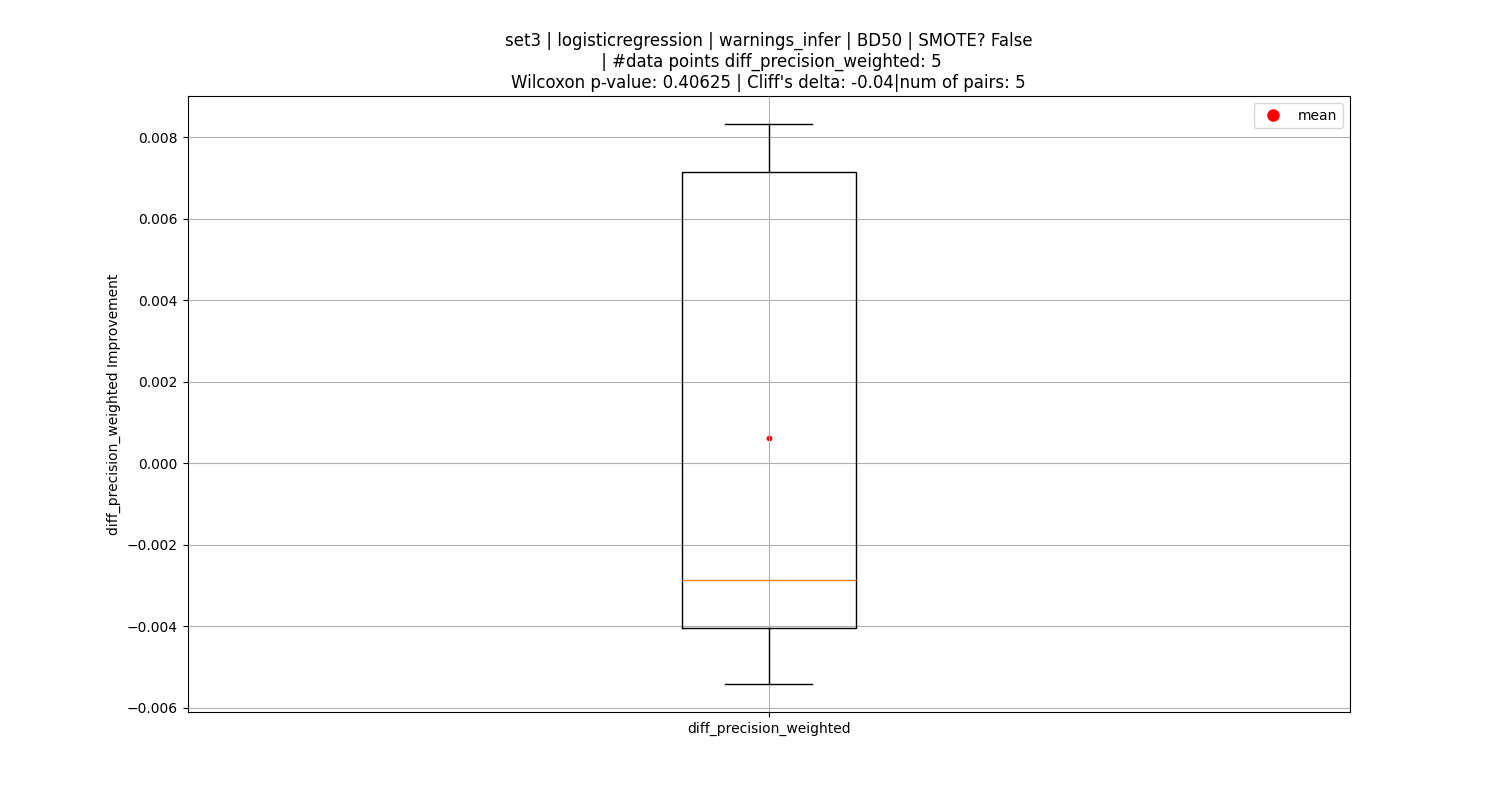 set3 | logisticregression | warnings_infer | BD50 | SMOTE? False
| #data points diff_precision_weighted: 5
Wilcoxon p-value: 0.40625 | Cliff's delta: -0.04|num of pairs: 5
mean
0.008
0.006
0.004
0.002
0.000
−0.002
−0.004
−0.006
diff_precision_weighted Improvement
diff_precision_weighted